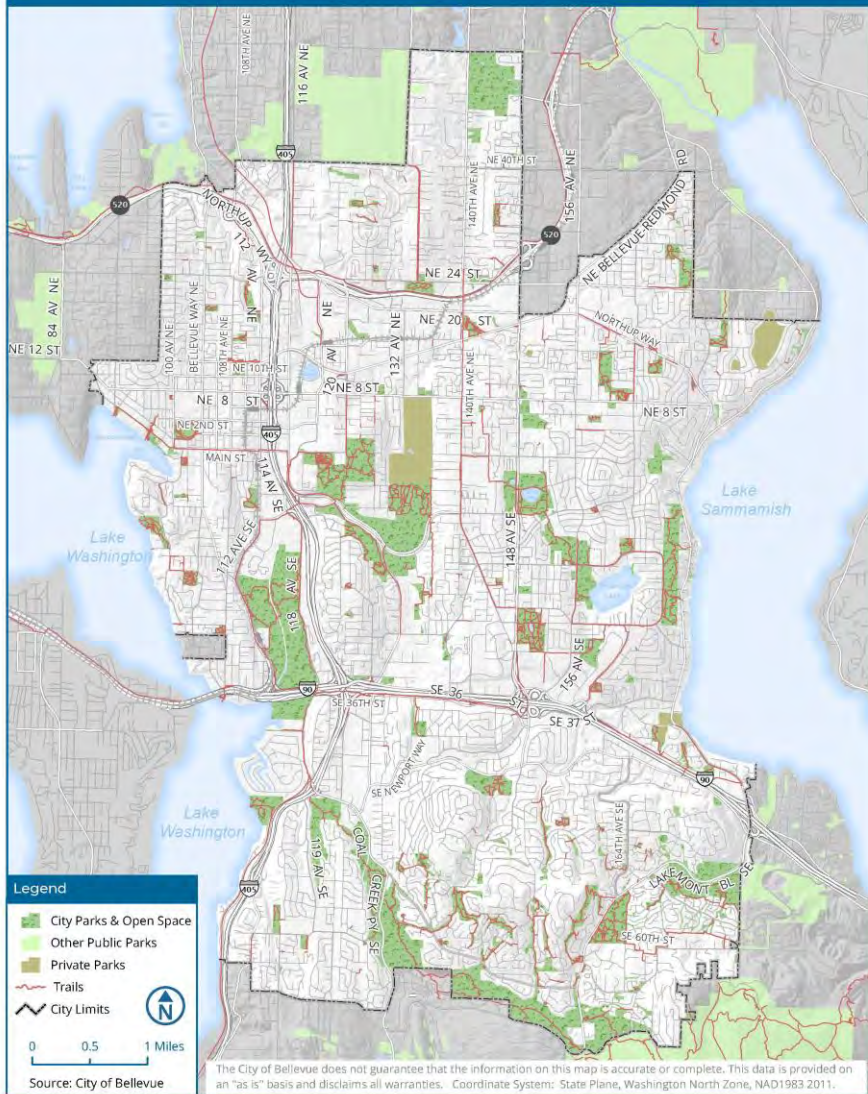 108TH AVE NE
116 AV NE
405
NE 40TH ST
140TH AVE NE
156 AV NE
520
NE BELLEVUE REDMOND RD
520
NORTHUP WY
112 AV NE
84 AV NE
NE 24 ST
NE 12 ST
100 AV NE
BELLEVUE WAY NE
108TH AVE NE
NE 20 ST
NORTHUP WAY
120 AV NE
132 AV NE
NE 10TH ST
NE 8 ST
NE 8 ST
NE 8 ST
140TH AVE NE
NE 2ND ST
405
MAIN ST
114 AV SE
Lake
Washington
112 AVE SE
118 AV SE
148 AV SE
Lake
Sammamish
156 AV SE
90
SE 36 ST
SE 36TH ST
SE 37 ST
SE NEWPORT WAY
90
Lake
Washington
119 AV SE
COAL CREEK PY SE
164TH AVE SE
LAKEMONT BL SE
SE 60TH ST
405
Legend
City Parks & Open Space
Other Public Parks
Private Parks
Trails
City Limits
N
0 0.5 1 Miles
Source: City of Bellevue
The City of Bellevue does not guarantee that the information on this map is accurate or complete. This data is provided on
an "as is" basis and disclaims all warranties. Coordinate System: State Plane, Washington North Zone, NAD1983 2011.